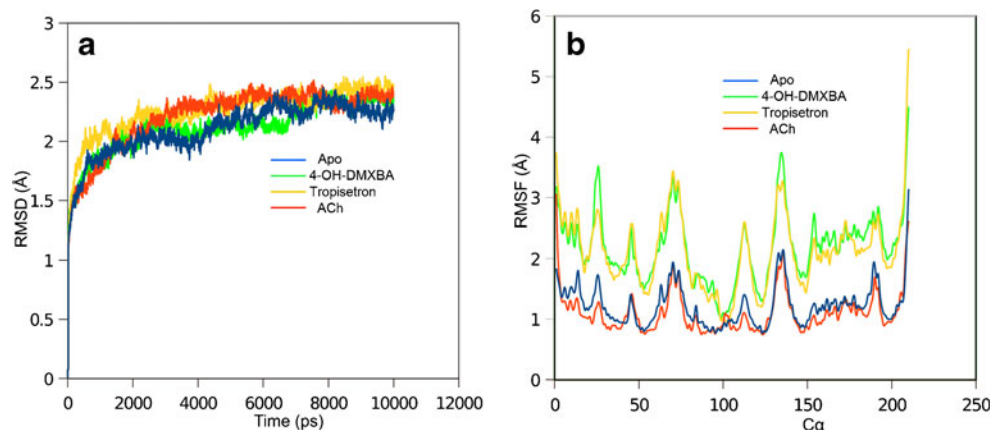 a
3
2.5
2
1.5
1
0.5
0
RMSD (Å)
Apo
4-OH-DMXBA
Tropisetron
ACh
0 2000 4000 6000 8000 10000 12000
Time (ps)
b
6
5
4
3
2
1
0
RMSF (Å)
Apo
4-OH-DMXBA
Tropisetron
ACh
0 50 100 150 200 250
Cα